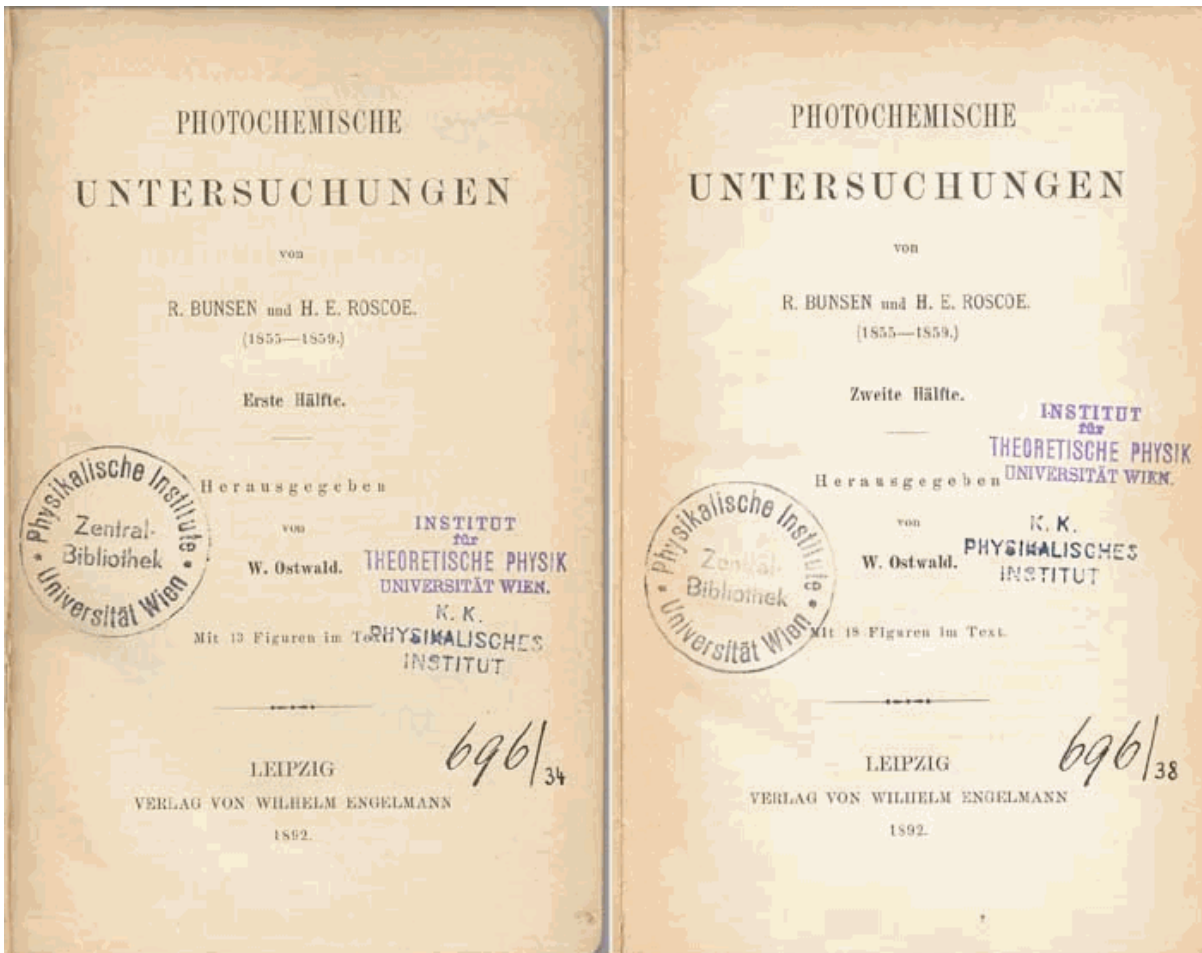 PHOTOCHEMISCHE
UNTERSUCHUNGEN
von
R. BUNSEN und H. E. ROSCOE.
(1855—1859.)
Erste Hälfte.
Herausgegeben
von
W. Ostwald.
Mit 13 Figuren im Text
Physikalische Institute
Zentral-
Bibliothek
Universität Wien
INSTITUT
für
THEORETISCHE PHYSIK
UNIVERSITÄT WIEN.
K. K.
PHYSIKALISCHES
INSTITUT
696/34
LEIPZIG
VERLAG VON WILHELM ENGELMANN
1892.
PHOTOCHEMISCHE
UNTERSUCHUNGEN
von
R. BUNSEN und H. E. ROSCOE.
(1855—1859.)
Zweite Hälfte.
INSTITUT
für
THEORETISCHE PHYSIK
UNIVERSITÄT WIEN.
Herausgegeben
von
W. Ostwald.
K. K.
PHYSIKALISCHES
INSTITUT
Physikalische Institute
Zentral-
Bibliothek
Universität Wien
Mit 18 Figuren im Text.
696/38
LEIPZIG
VERLAG VON WILHELM ENGELMANN
1892.